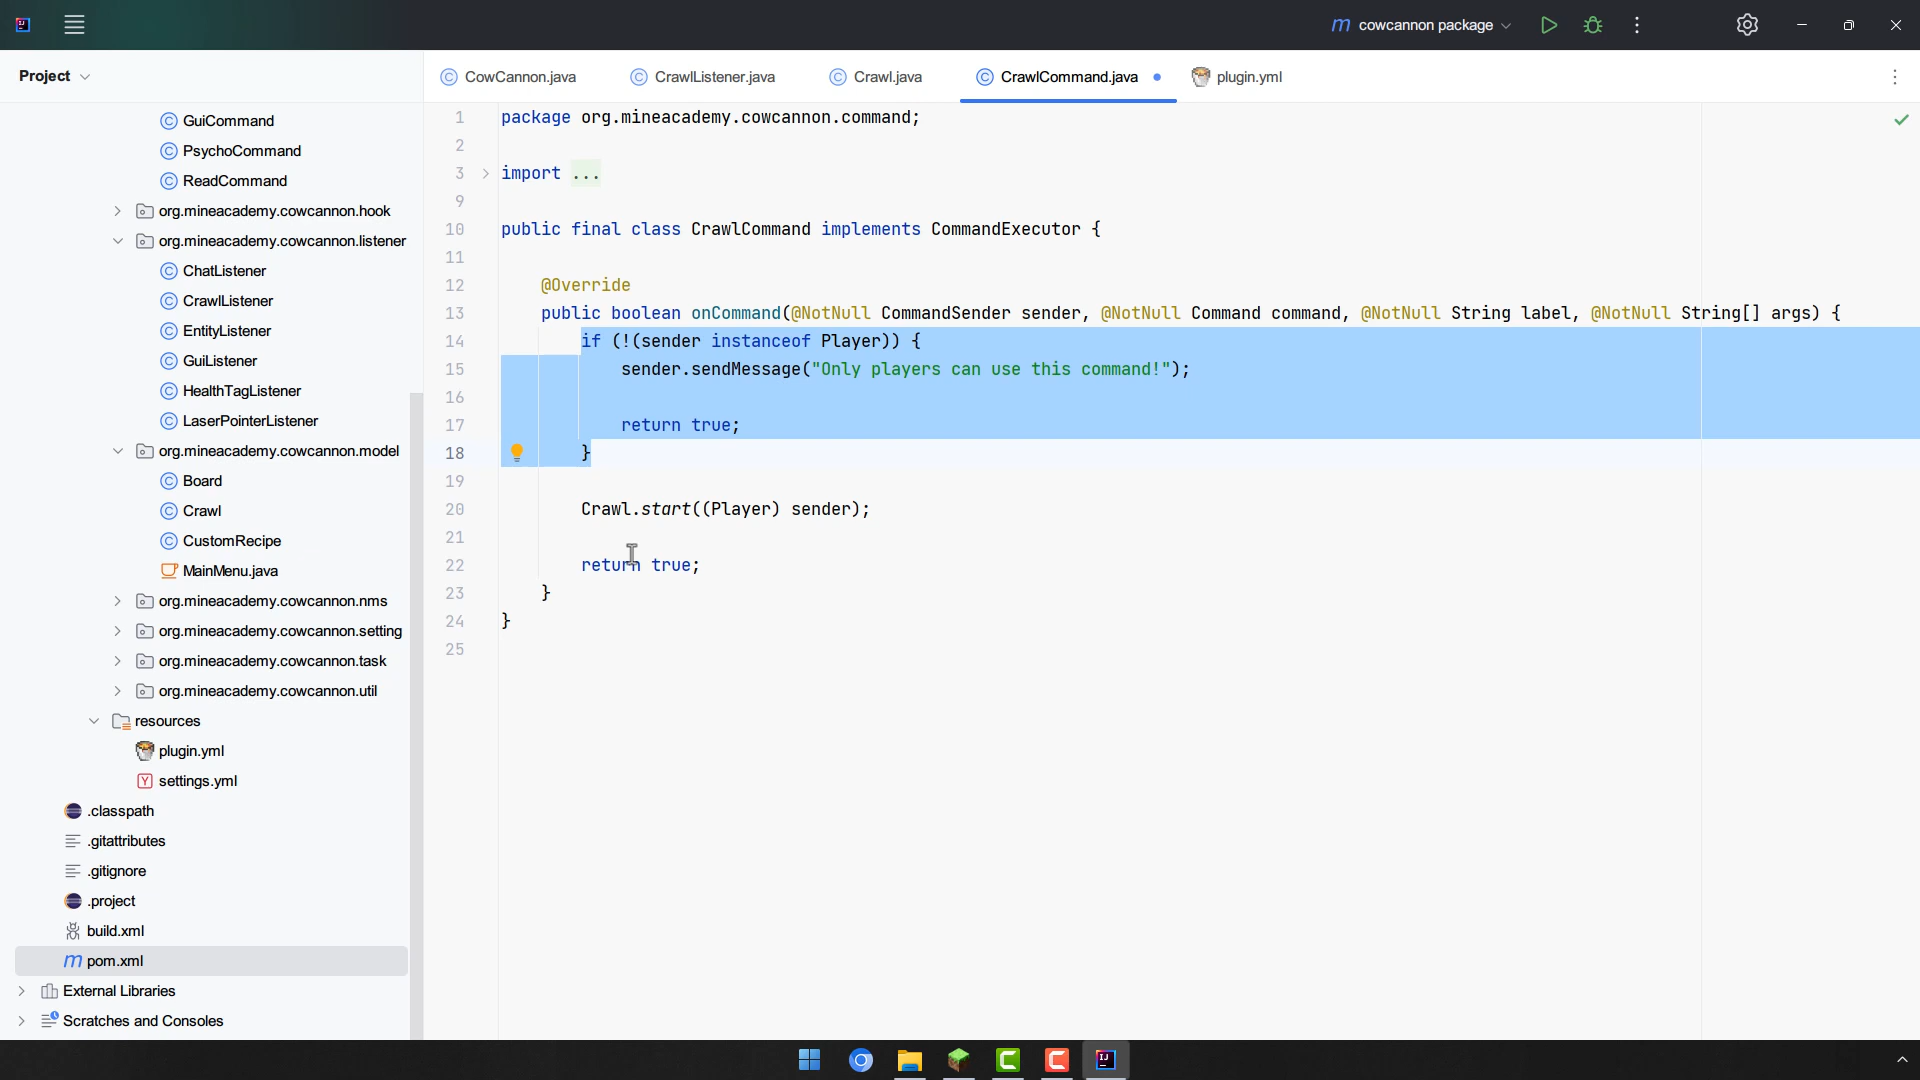 cowcannon package
Project
CowCannon.java
CrawlListener.java
Crawl.java
CrawlCommand.java
plugin.yml
GuiCommand
PsychoCommand
ReadCommand
org.mineacademy.cowcannon.hook
org.mineacademy.cowcannon.listener
ChatListener
CrawlListener
EntityListener
GuiListener
HealthTagListener
LaserPointerListener
org.mineacademy.cowcannon.model
Board
Crawl
CustomRecipe
MainMenu.java
org.mineacademy.cowcannon.nms
org.mineacademy.cowcannon.setting
org.mineacademy.cowcannon.task
org.mineacademy.cowcannon.util
resources
plugin.yml
settings.yml
.classpath
.gitattributes
.gitignore
.project
build.xml
pom.xml
External Libraries
Scratches and Consoles
1 package org.mineacademy.cowcannon.command;
2
3 import ...
9
10 public final class CrawlCommand implements CommandExecutor {
11
12 @Override
13 public boolean onCommand(@NotNull CommandSender sender, @NotNull Command command, @NotNull String label, @NotNull String[] args) {
14 if (!(sender instanceof Player)) {
15 sender.sendMessage("Only players can use this command!");
16
17 return true;
18 }
19
20 Crawl.start((Player) sender);
21
22 return true;
23 }
24 }
25